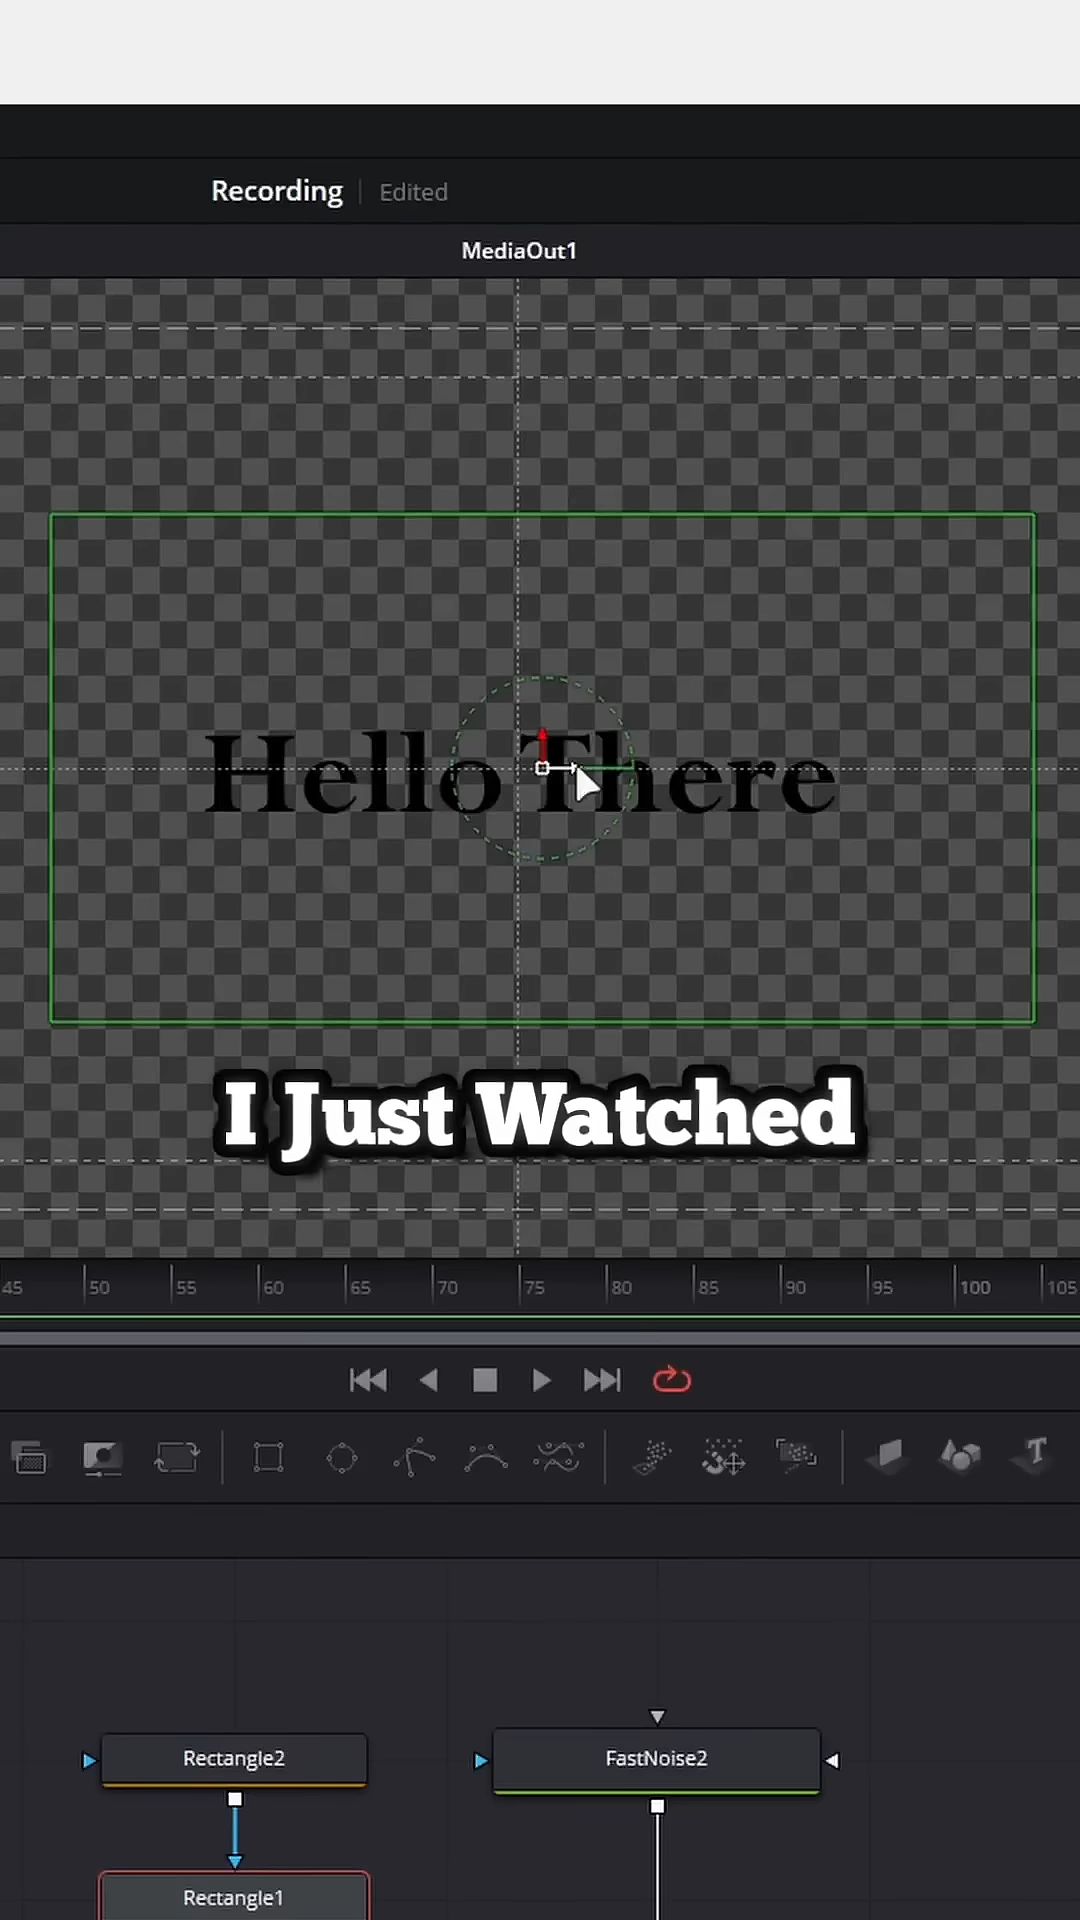 Recording | Edited
MediaOut1
Hello There
I Just Watched
45 50 55 60 65 70 75 80 85 90 95 100 105
T
Rectangle2 FastNoise2
Rectangle1